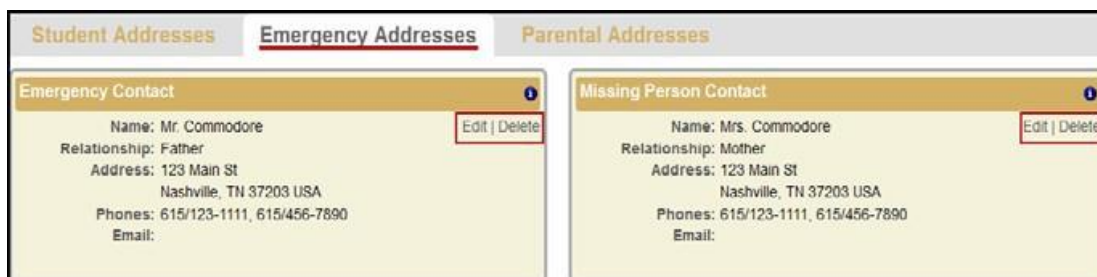 Student Addresses Emergency Addresses Parental Addresses
Emergency Contact
Name: Mr. Commodore Edit | Delete
Relationship: Father
Address: 123 Main St
Nashville, TN 37203 USA
Phones: 615/123-1111, 615/456-7890
Email:
Missing Person Contact
Name: Mrs. Commodore Edit | Delete
Relationship: Mother
Address: 123 Main St
Nashville, TN 37203 USA
Phones: 615/123-1111, 615/456-7890
Email: